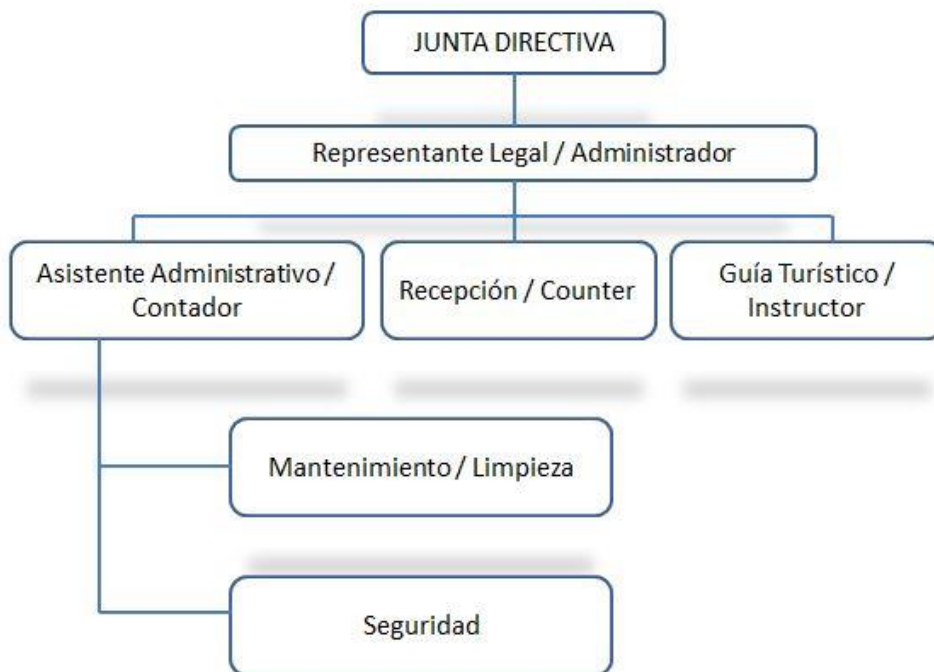 JUNTA DIRECTIVA
Representante Legal / Administrador
Asistente Administrativo /
Contador
Recepción / Counter
Guía Turístico /
Instructor
Mantenimiento / Limpieza
Seguridad